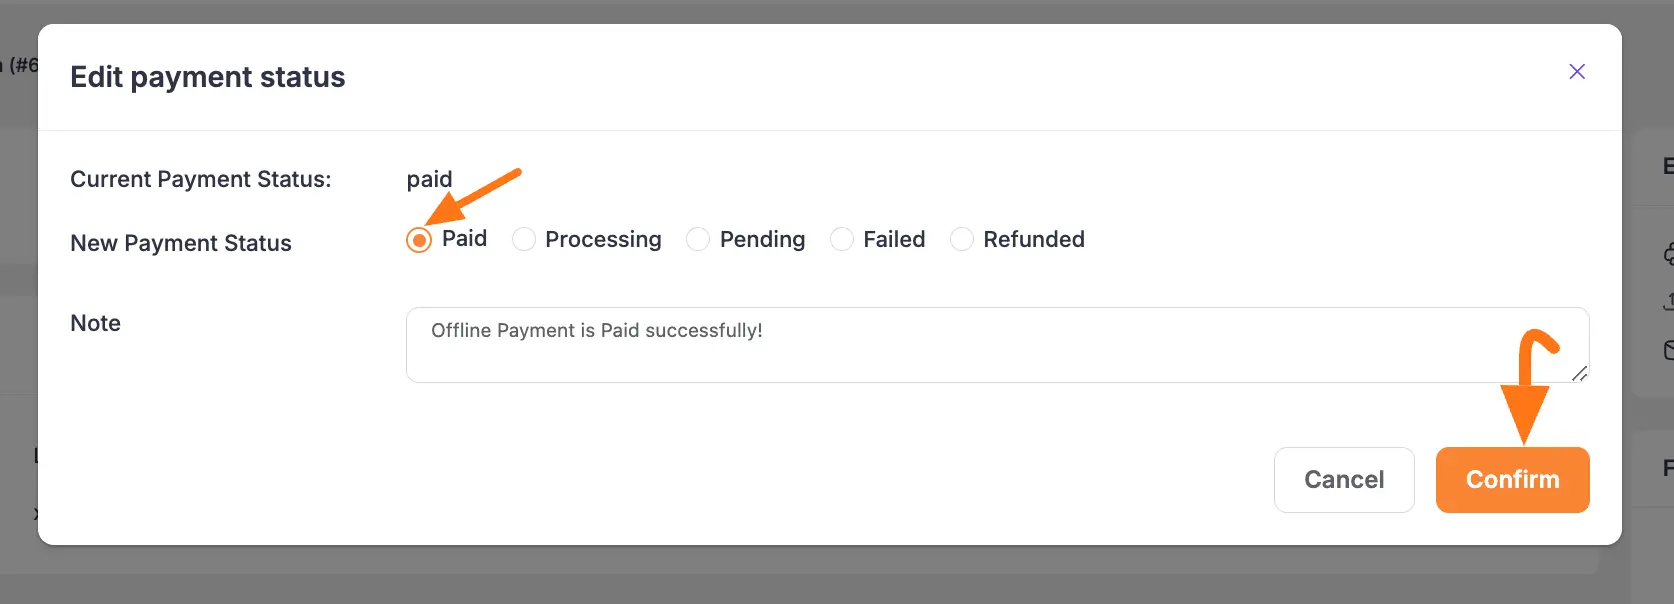 (#6
Edit payment status
Current Payment Status: paid
New Payment Status Paid Processing Pending Failed Refunded
Note Offline Payment is Paid successfully!
Cancel Confirm